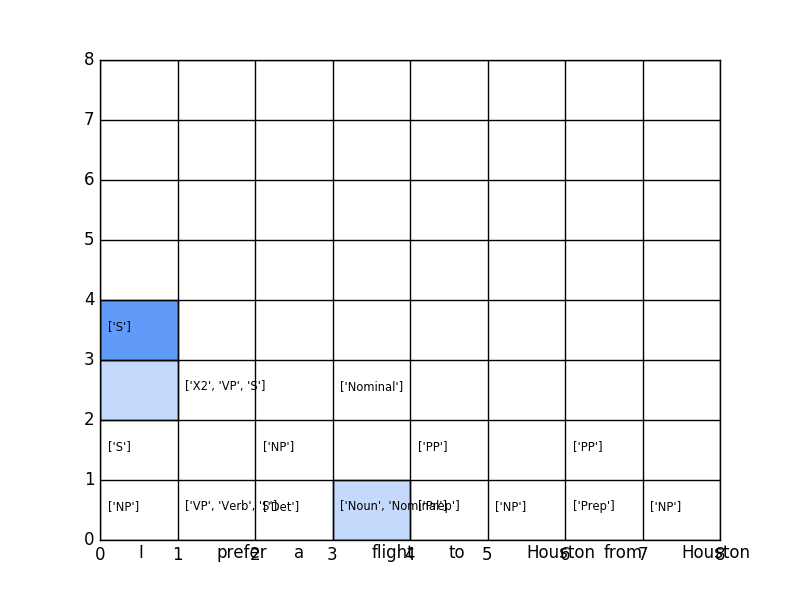 8
7
6
5
4
['S']
3
['X2', 'VP', 'S'] ['Nominal']
2
['S'] ['NP'] ['PP'] ['PP']
1
['NP'] ['VP', 'Verb', 'S'] ['Det'] ['Noun', 'Nominal'] ['Prep'] ['NP'] ['Prep'] ['NP']
0
I prefer a flight to Houston from Houston
0 1 2 3 4 5 6 7 8